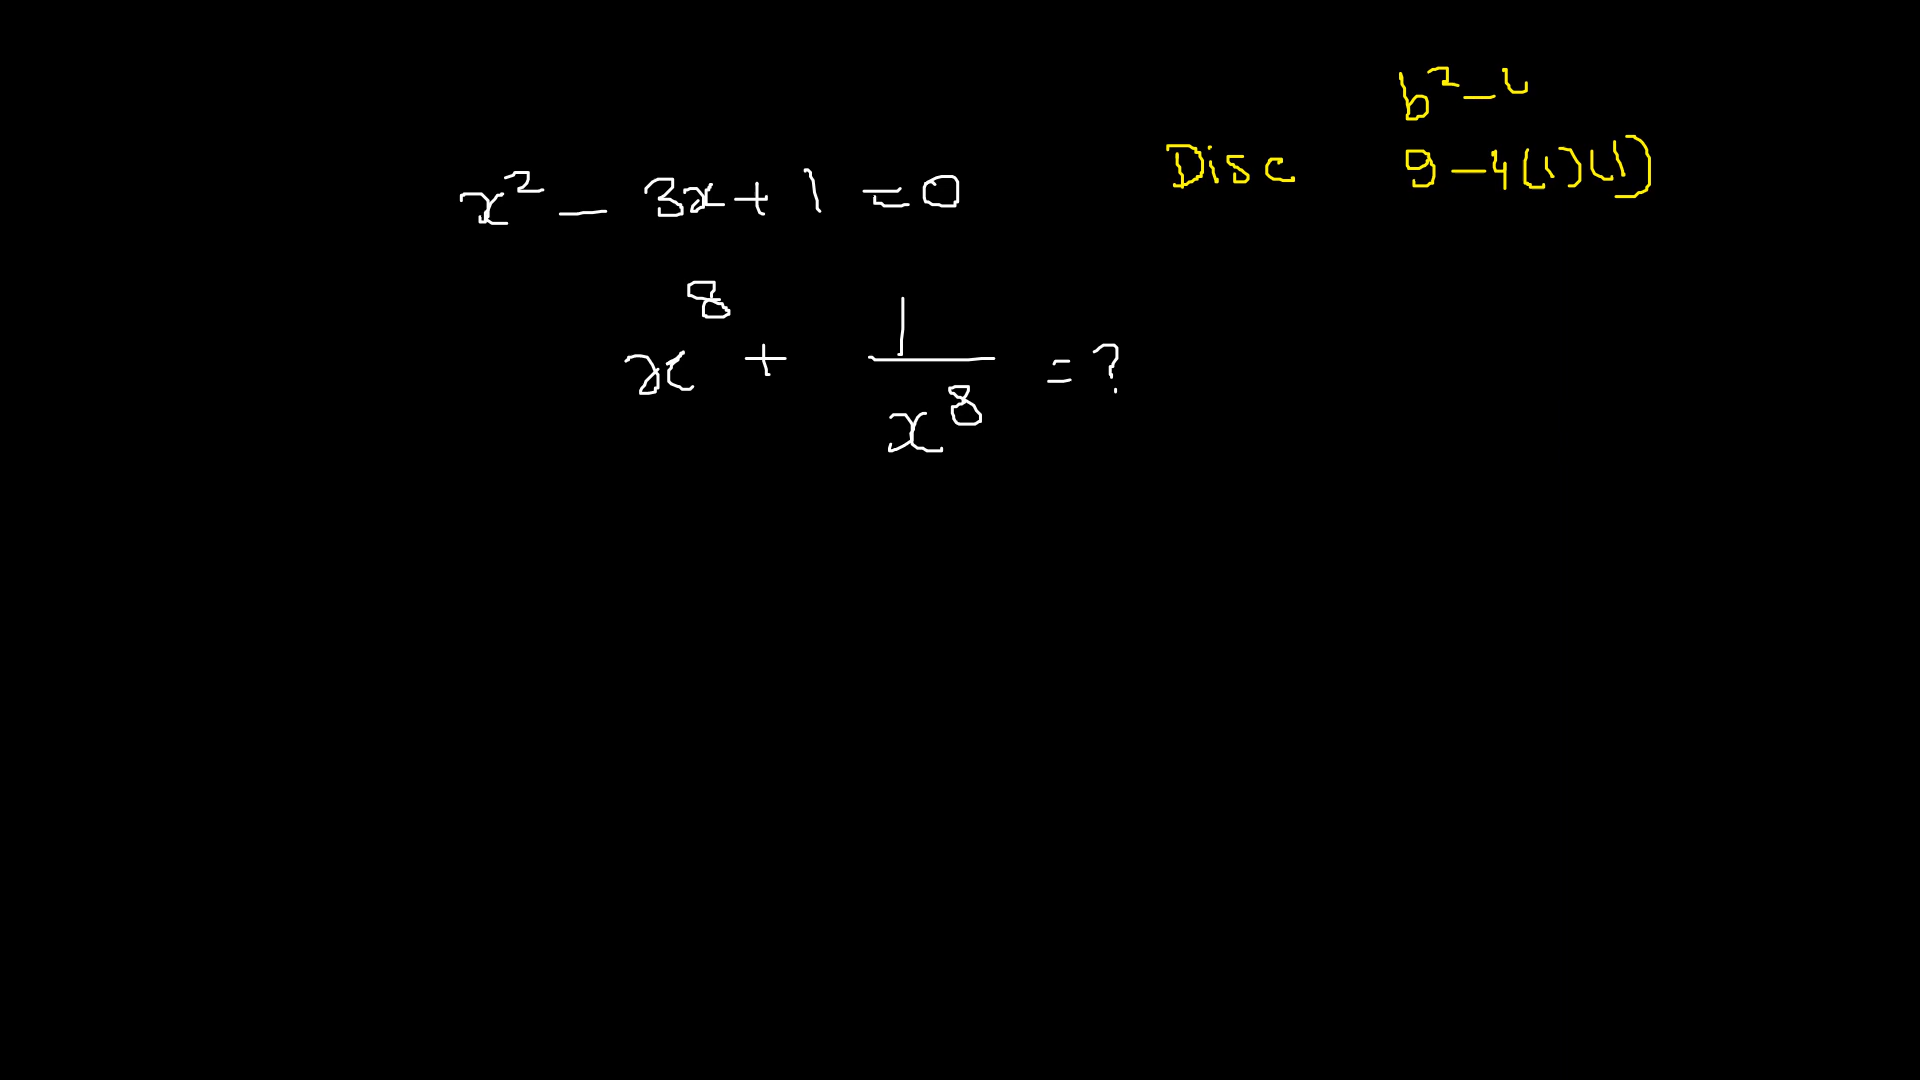 b² - 4
Disc 9 - 4(1)(1)
x² - 3x + 1 = 0
x⁸ + 1/x⁸ = ?